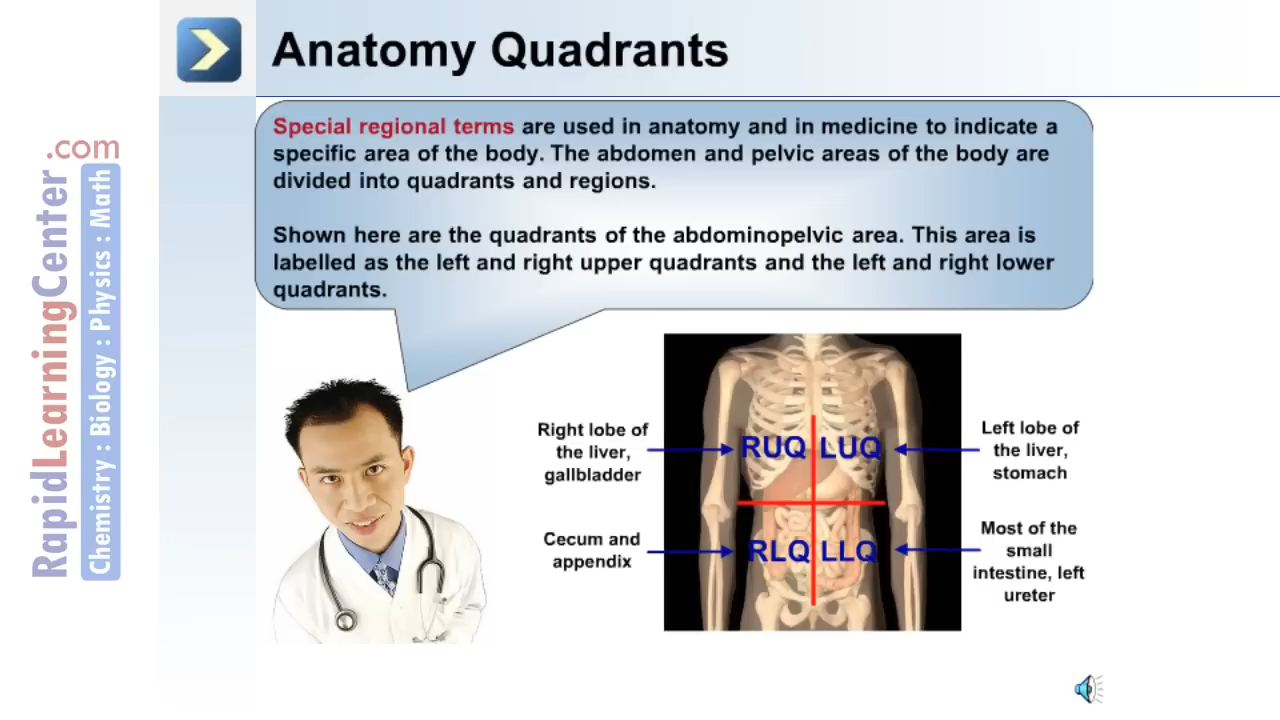 Anatomy Quadrants
Special regional terms are used in anatomy and in medicine to indicate a
specific area of the body. The abdomen and pelvic areas of the body are
divided into quadrants and regions.
Shown here are the quadrants of the abdominopelvic area. This area is
labelled as the left and right upper quadrants and the left and right lower
quadrants.
RapidLearningCenter.com
Chemistry : Biology : Physics : Math
Right lobe of
the liver,
gallbladder
RUQ LUQ
Left lobe of
the liver,
stomach
Cecum and
appendix
RLQ LLQ
Most of the
small
intestine, left
ureter